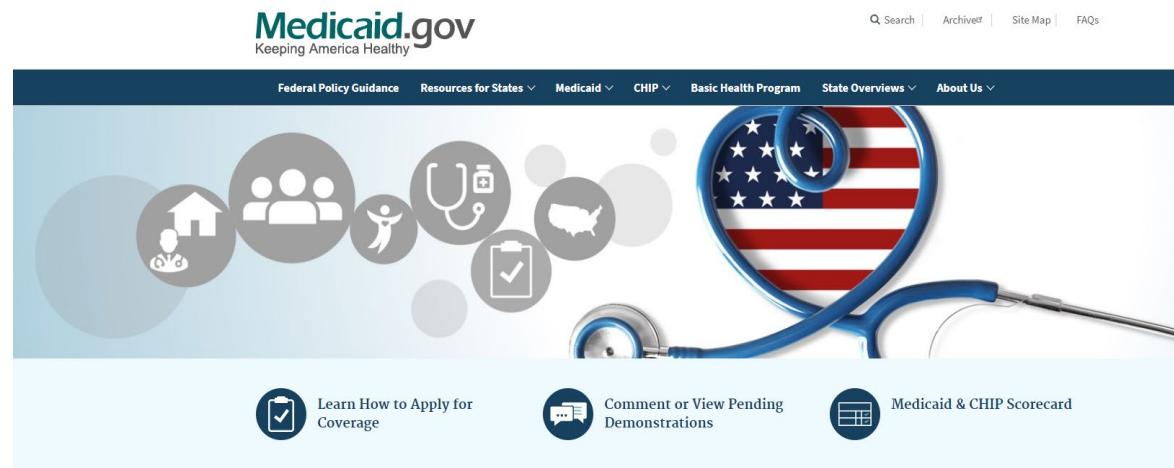 Medicaid.gov
Keeping America Healthy
Search
Archive
Site Map
FAQs
Federal Policy Guidance
Resources for States
Medicaid
CHIP
Basic Health Program
State Overviews
About Us
Learn How to Apply for
Coverage
Comment or View Pending
Demonstrations
Medicaid & CHIP Scorecard